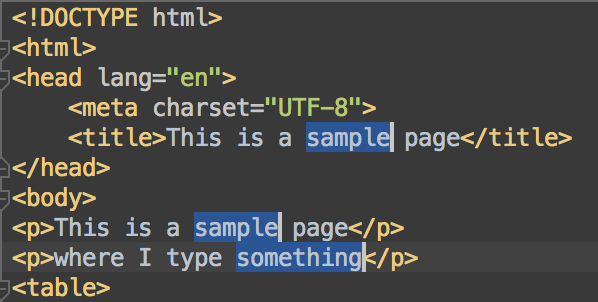 <!DOCTYPE html>
<html>
<head lang="en">
    <meta charset="UTF-8">
    <title>This is a sample page</title>
</head>
<body>
<p>This is a sample page</p>
<p>where I type something</p>
<table>